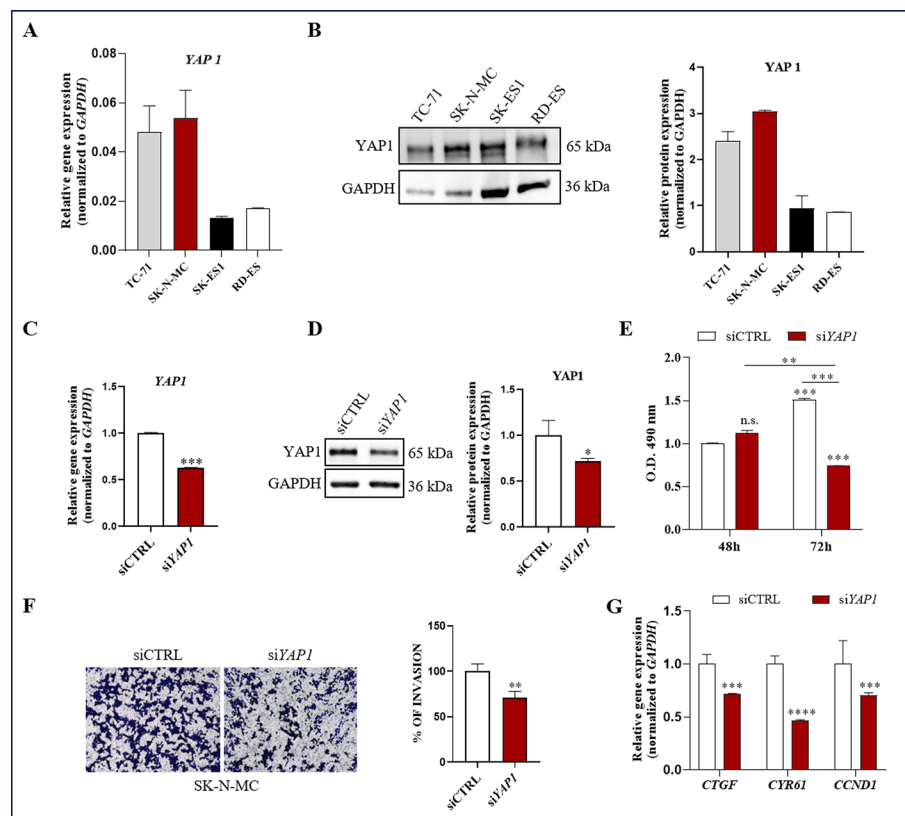 A
YAP 1
Relative gene expression
(normalized to GAPDH)
0.08
0.06
0.04
0.02
0.00
TC-71
SK-N-MC
SK-ES1
RD-ES
B
TC-71
SK-N-MC
SK-ES1
RD-ES
YAP1
65 kDa
GAPDH
36 kDa
YAP 1
Relative protein expression
(normalized to GAPDH)
4
3
2
1
0
TC-71
SK-N-MC
SK-ES1
RD-ES
C
YAP1
Relative gene expression
(normalized to GAPDH)
1.5
1.0
0.5
0.0
***
siCTRL
siYAP1
D
siCTRL
siYAP1
YAP1
65 kDa
GAPDH
36 kDa
YAP1
Relative protein expression
(normalized to GAPDH)
1.5
1.0
0.5
0.0
*
siCTRL
siYAP1
E
siCTRL
siYAP1
O.D. 490 nm
2.0
1.5
1.0
0.5
0.0
**
***
***
n.s.
***
48h
72h
F
siCTRL
siYAP1
SK-N-MC
% OF INVASION
150
100
50
0
**
siCTRL
siYAP1
G
siCTRL
siYAP1
Relative gene expression
(normalized to GAPDH)
1.5
1.0
0.5
0.0
***
****
***
CTGF
CYR61
CCND1